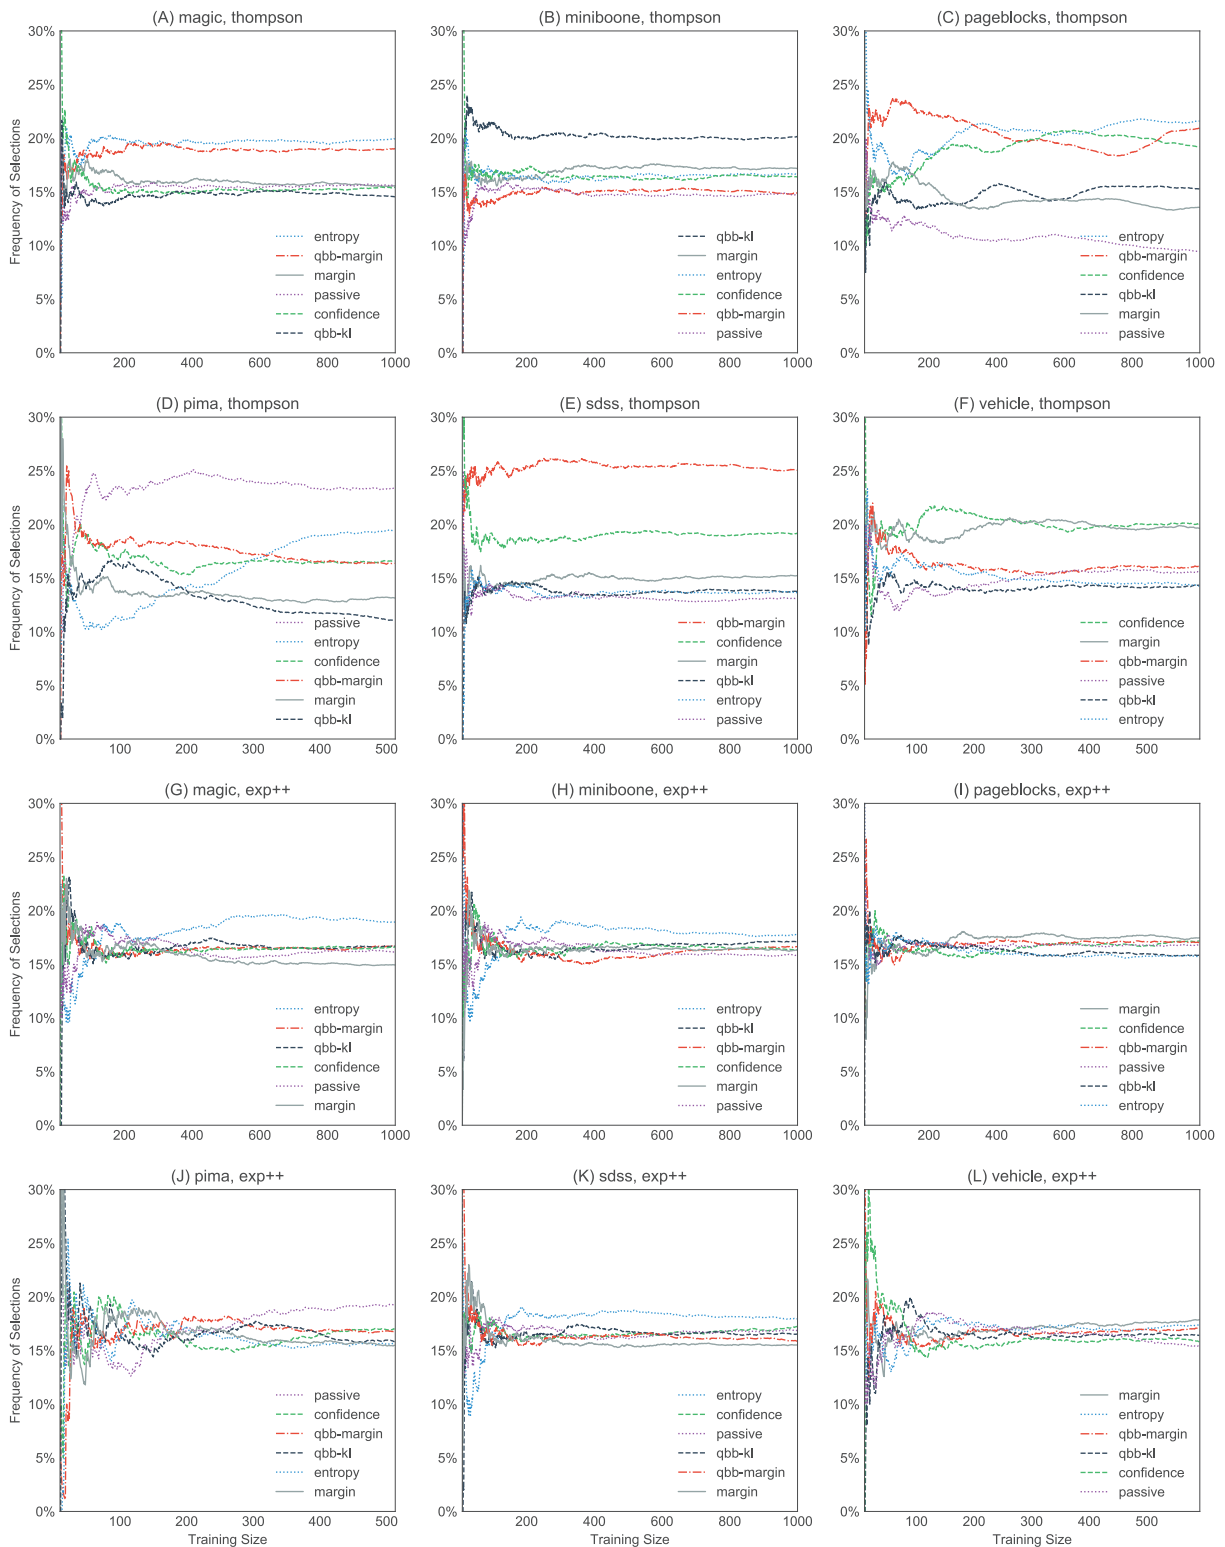 (A) magic, thompson
Frequency of Selections
30%
25%
20%
15%
10%
5%
0%
entropy
qbb-margin
margin
passive
confidence
qbb-kl
200
400
600
800
1000
(B) miniboone, thompson
30%
25%
20%
15%
10%
5%
0%
qbb-kl
margin
entropy
confidence
qbb-margin
passive
200
400
600
800
1000
(C) pageblocks, thompson
30%
25%
20%
15%
10%
5%
0%
entropy
qbb-margin
confidence
qbb-kl
margin
passive
200
400
600
800
1000
(D) pima, thompson
Frequency of Selections
30%
25%
20%
15%
10%
5%
0%
passive
entropy
confidence
qbb-margin
margin
qbb-kl
100
200
300
400
500
(E) sdss, thompson
30%
25%
20%
15%
10%
5%
0%
qbb-margin
confidence
margin
qbb-kl
entropy
passive
200
400
600
800
1000
(F) vehicle, thompson
30%
25%
20%
15%
10%
5%
0%
confidence
margin
qbb-margin
passive
qbb-kl
entropy
100
200
300
400
500
(G) magic, exp++
Frequency of Selections
30%
25%
20%
15%
10%
5%
0%
entropy
qbb-margin
qbb-kl
confidence
passive
margin
200
400
600
800
1000
(H) miniboone, exp++
30%
25%
20%
15%
10%
5%
0%
entropy
qbb-kl
qbb-margin
confidence
margin
passive
200
400
600
800
1000
(I) pageblocks, exp++
30%
25%
20%
15%
10%
5%
0%
margin
confidence
qbb-margin
passive
qbb-kl
entropy
200
400
600
800
1000
(J) pima, exp++
Frequency of Selections
30%
25%
20%
15%
10%
5%
0%
passive
confidence
qbb-margin
qbb-kl
entropy
margin
100
200
300
400
500
Training Size
(K) sdss, exp++
30%
25%
20%
15%
10%
5%
0%
entropy
confidence
passive
qbb-kl
qbb-margin
margin
200
400
600
800
1000
Training Size
(L) vehicle, exp++
30%
25%
20%
15%
10%
5%
0%
margin
entropy
qbb-margin
qbb-kl
confidence
passive
100
200
300
400
500
Training Size